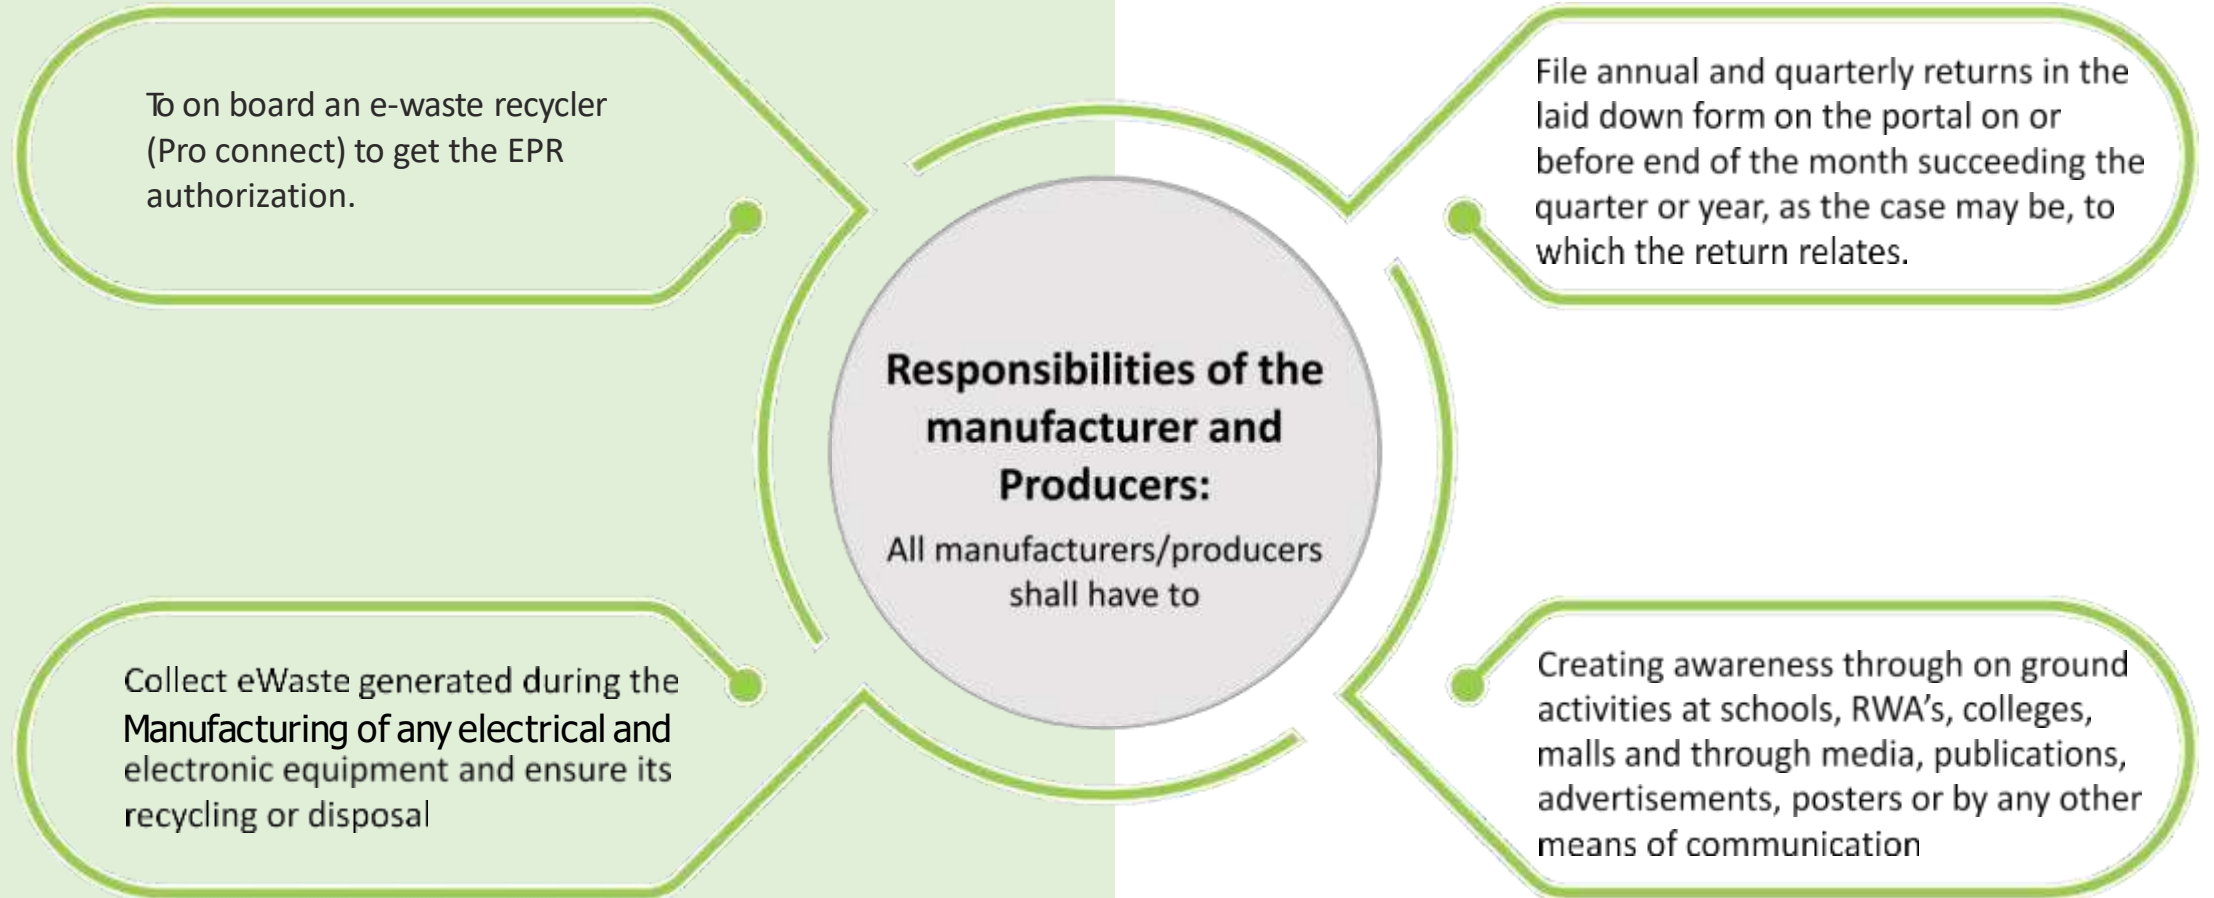 To on board an e-waste recycler
(Pro connect) to get the EPR
authorization.
File annual and quarterly returns in the
laid down form on the portal on or
before end of the month succeeding the
quarter or year, as the case may be, to
which the return relates.
Responsibilities of the
manufacturer and
Producers:
All manufacturers/producers
shall have to
Collect eWaste generated during the
Manufacturing of any electrical and
electronic equipment and ensure its
recycling or disposal
Creating awareness through on ground
activities at schools, RWA’s, colleges,
malls and through media, publications,
advertisements, posters or by any other
means of communication